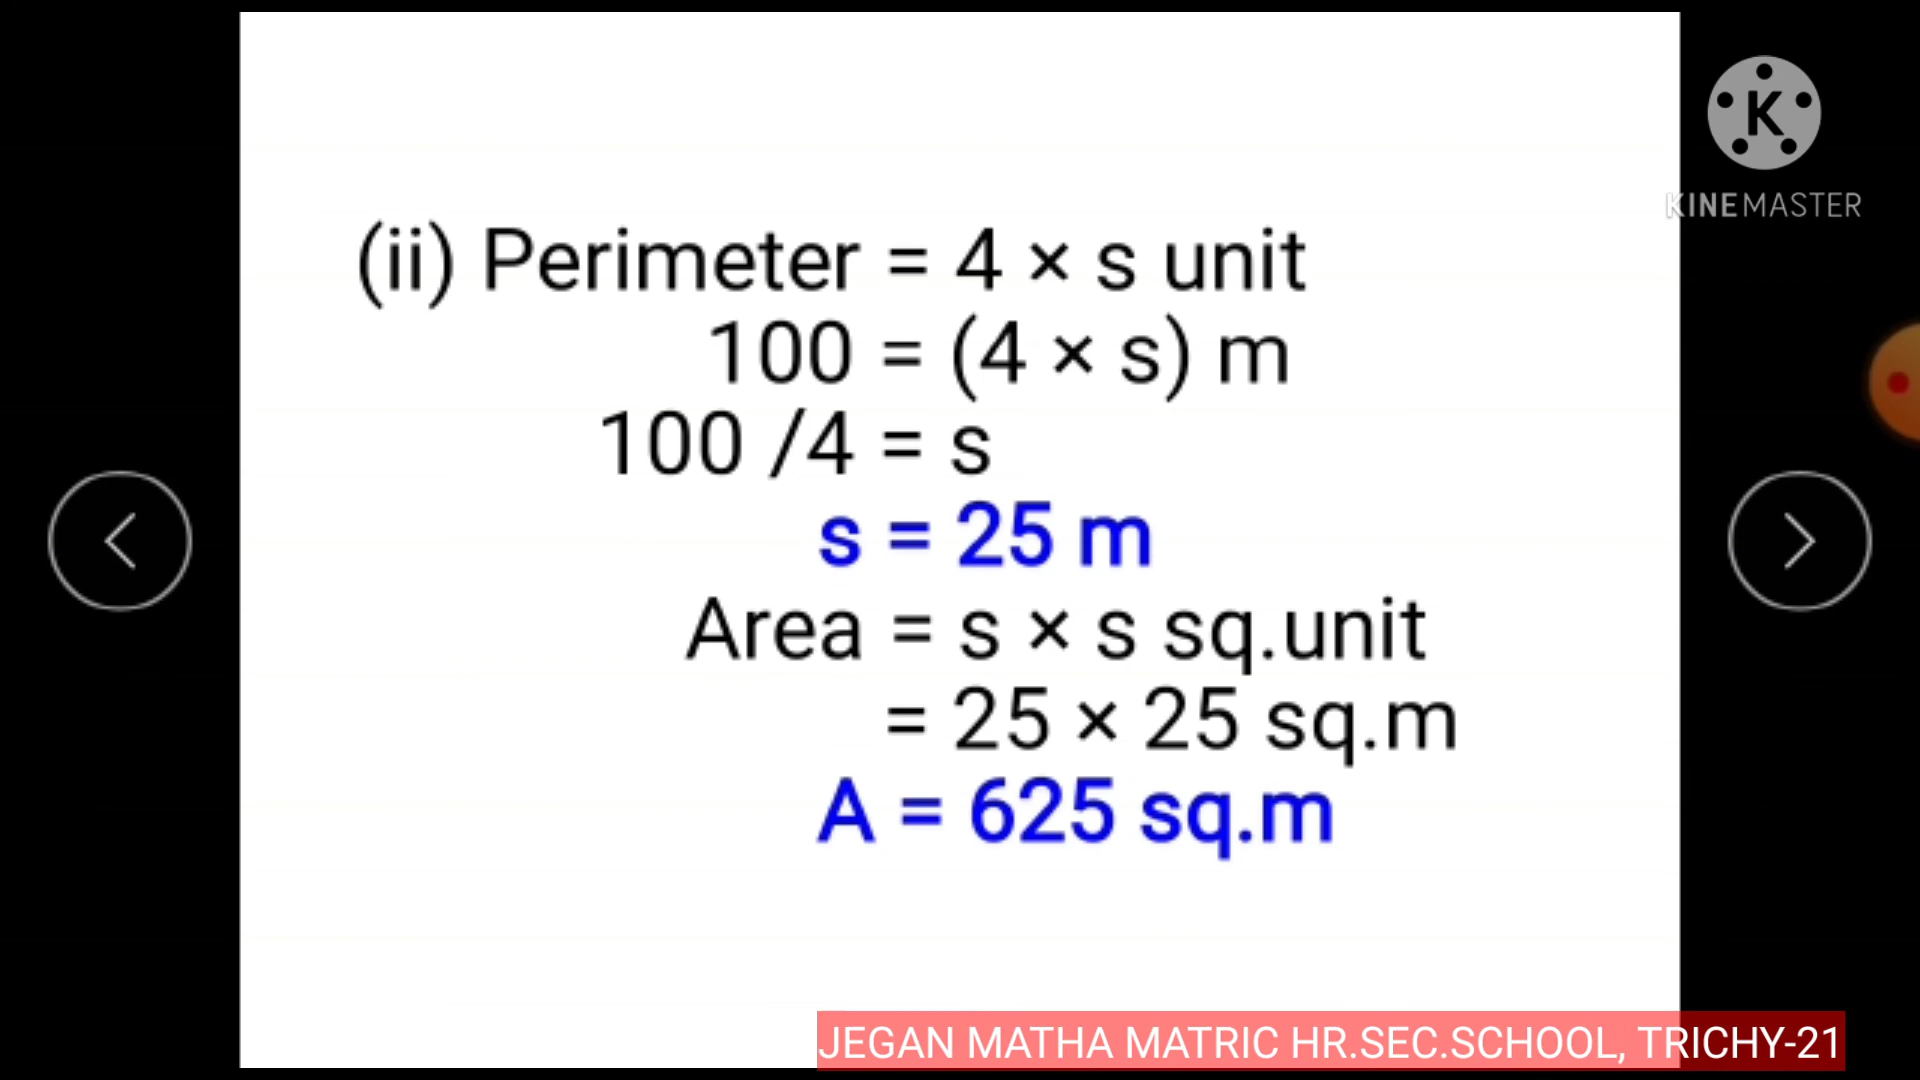 K
KINEMASTER
(ii) Perimeter = 4 × s unit
100 = (4 × s) m
100 /4 = s
s = 25 m
Area = s × s sq.unit
= 25 × 25 sq.m
A = 625 sq.m
JEGAN MATHA MATRIC HR.SEC.SCHOOL, TRICHY-21